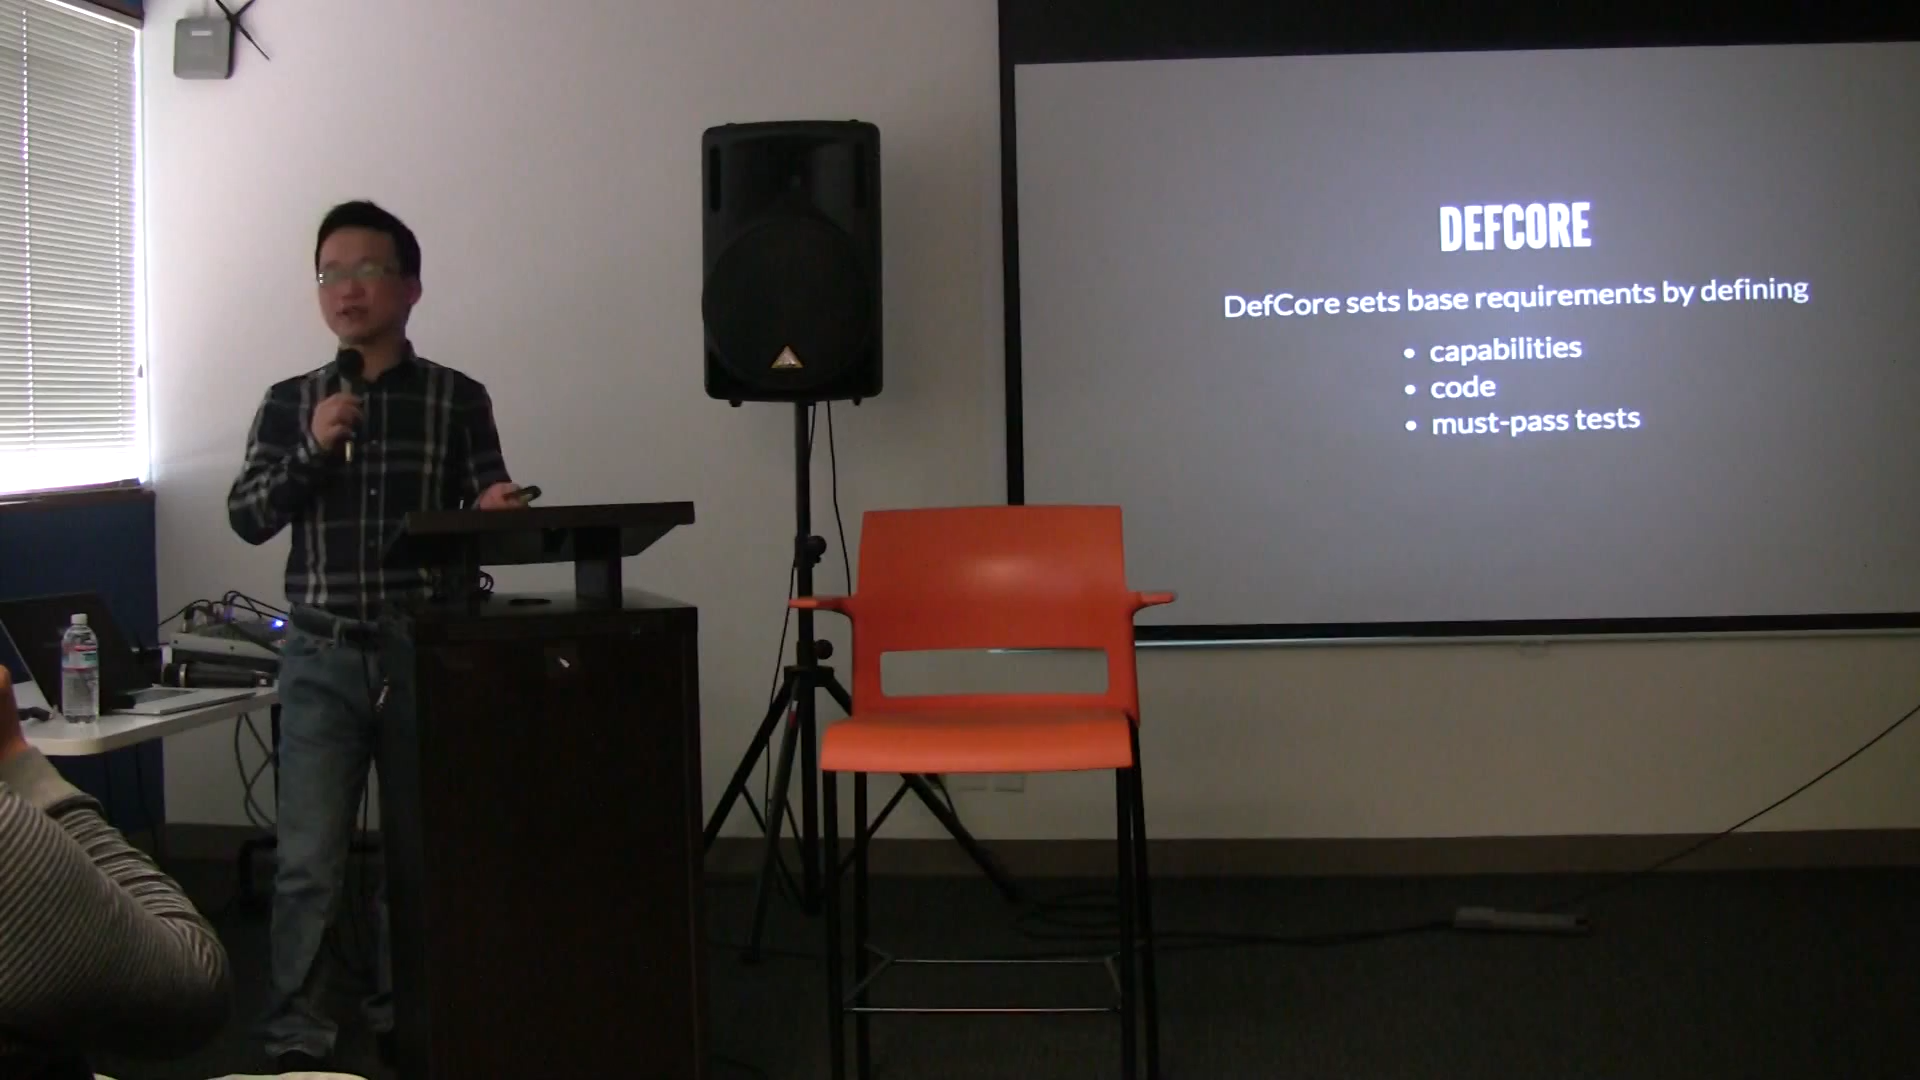 DEFCORE
DefCore sets base requirements by defining
• capabilities
• code
• must-pass tests